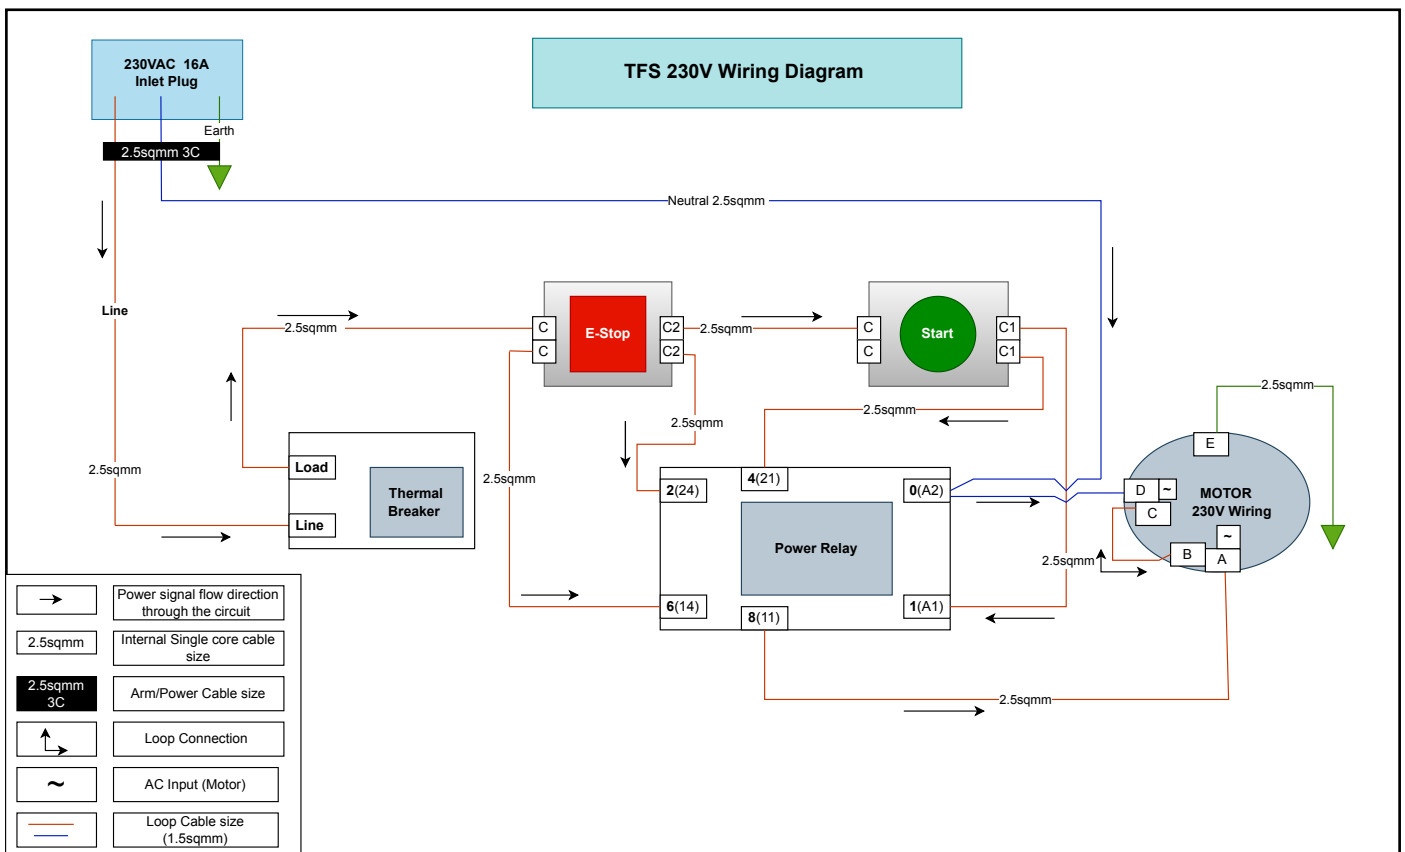 230VAC  16A
Inlet Plug
TFS 230V Wiring Diagram
Earth
2.5sqmm 3C
Neutral 2.5sqmm
Line
2.5sqmm
C
C
E-Stop
C2
C2
2.5sqmm
C
C
Start
C1
C1
2.5sqmm
2.5sqmm
2.5sqmm
2.5sqmm
2.5sqmm
Load
Line
Thermal
Breaker
2.5sqmm
2(24)
4(21)
0(A2)
Power Relay
6(14)
8(11)
1(A1)
2.5sqmm
E
D
~
C
MOTOR
230V Wiring
~
B
A
2.5sqmm
Power signal flow direction
through the circuit
2.5sqmm
Internal Single core cable
size
2.5sqmm
3C
Arm/Power Cable size
Loop Connection
~
AC Input (Motor)
Loop Cable size
(1.5sqmm)